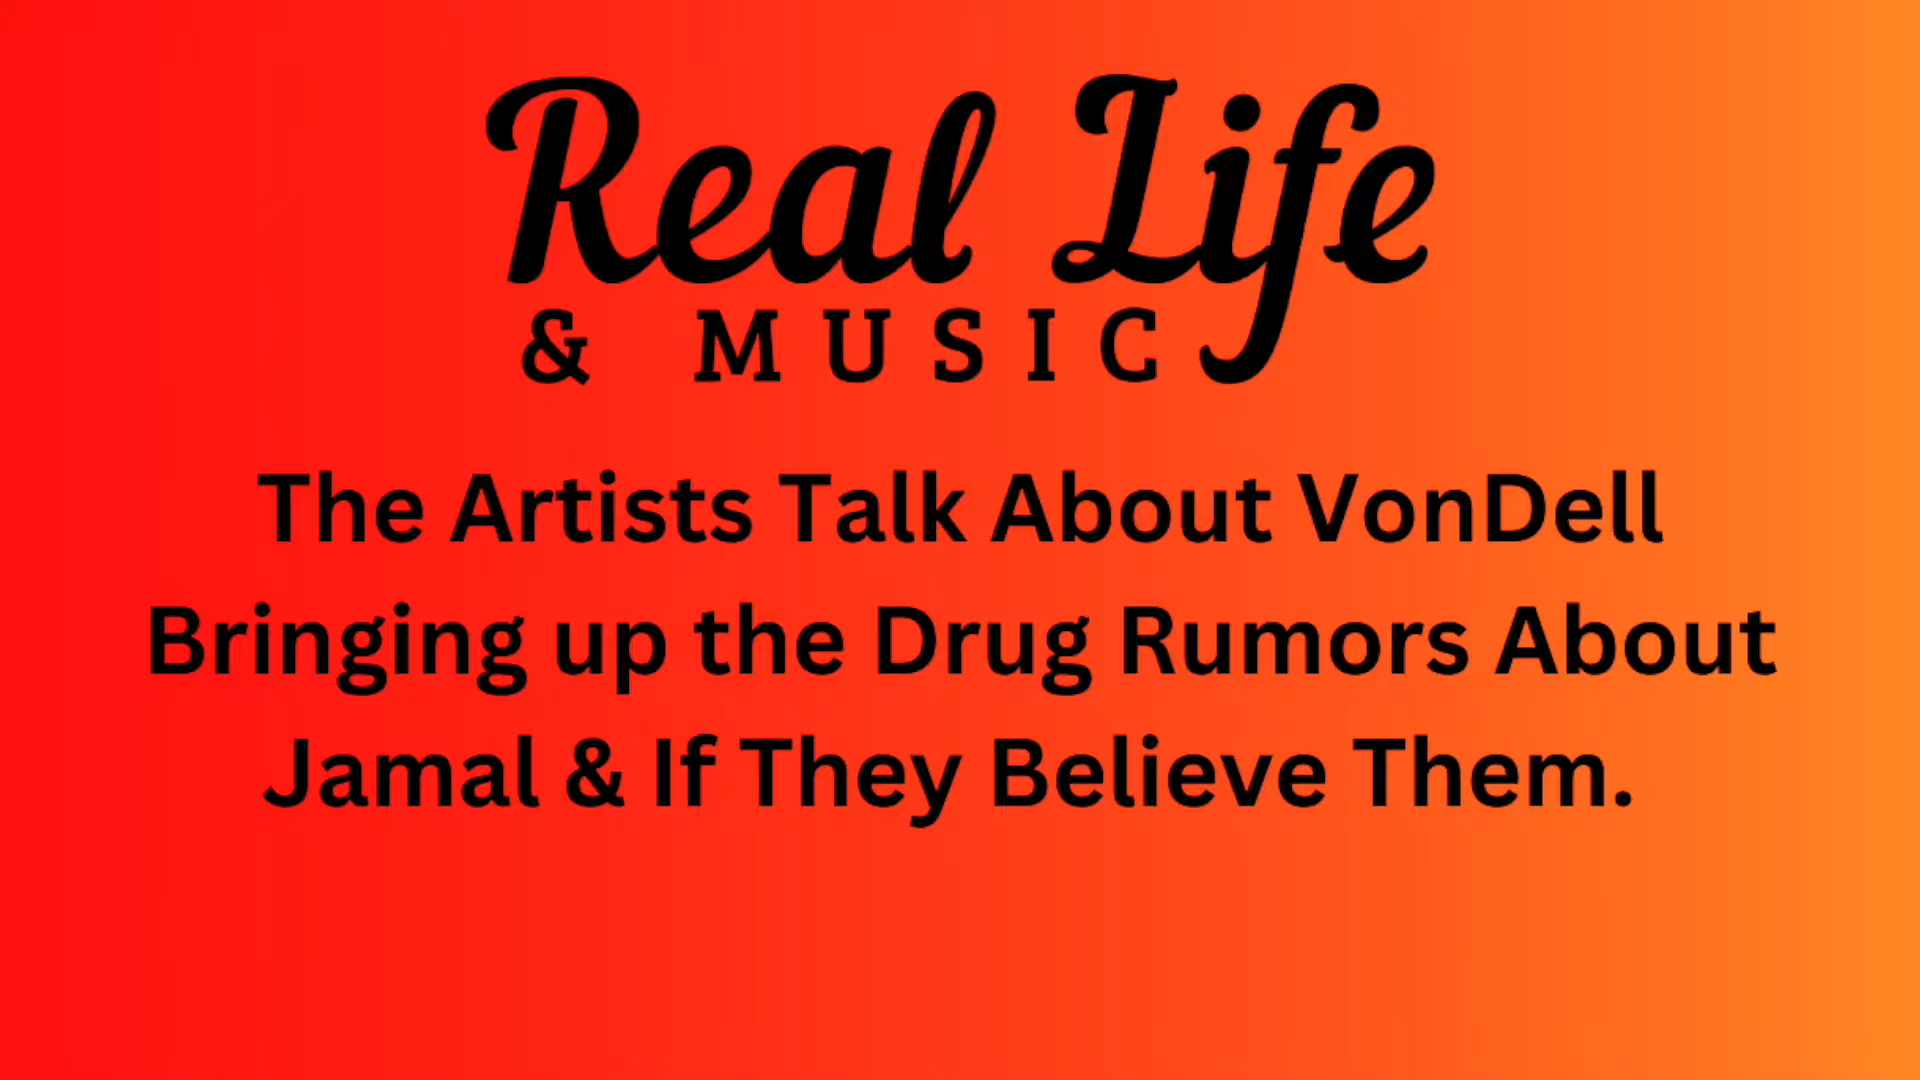 Real Life
& MUSIC
The Artists Talk About VonDell
Bringing up the Drug Rumors About
Jamal & If They Believe Them.